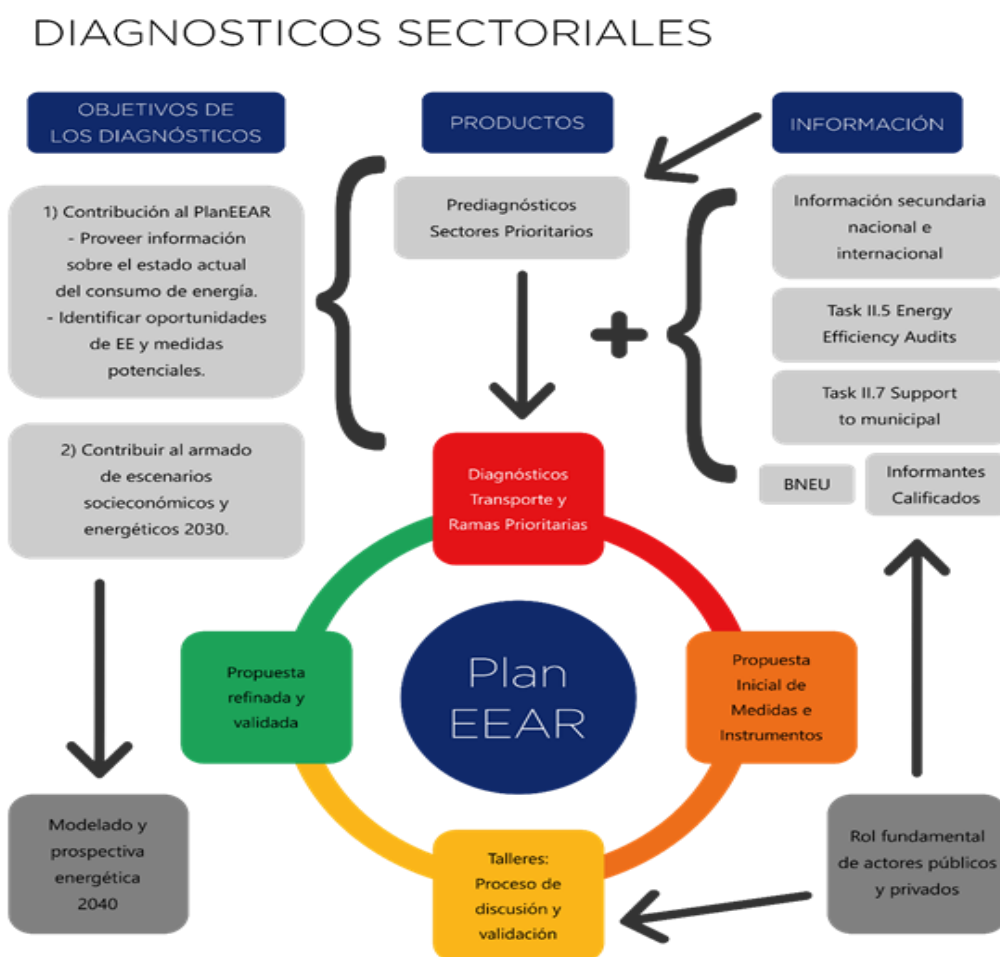 DIAGNOSTICOS SECTORIALES
OBJETIVOS DE
LOS DIAGNÓSTICOS
1) Contribución al PlanEEAR
- Proveer información
sobre el estado actual
del consumo de energía.
- Identificar oportunidades
de EE y medidas
potenciales.
2) Contribuir al armado
de escenarios
socieconómicos y
energéticos 2030.
Modelado y
prospectiva
energética
2040
PRODUCTOS
Prediagnósticos
Sectores Prioritarios
+
Diagnósticos
Transporte y
Ramas Prioritarias
Propuesta
Inicial de
Medidas e
Instrumentos
Talleres:
Proceso de
discusión y
validación
Propuesta
refinada y
validada
Plan
EEAR
INFORMACIÓN
Información secundaria
nacional e
internacional
Task II.5 Energy
Efficiency Audits
Task II.7 Support
to municipal
BNEU
Informantes
Calificados
Rol fundamental
de actores públicos
y privados